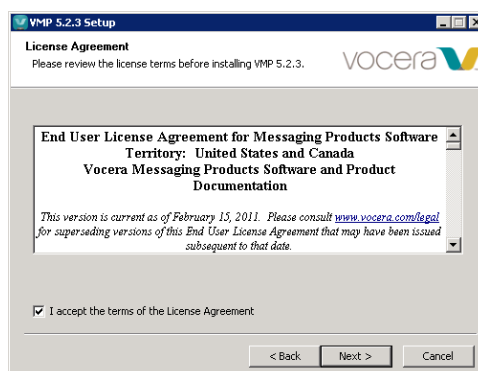 VMP 5.2.3 Setup
License Agreement
Please review the license terms before installing VMP 5.2.3.
vocera
End User License Agreement for Messaging Products Software
Territory: United States and Canada
Vocera Messaging Products Software and Product
Documentation
This version is current as of February 15, 2011. Please consult www.vocera.com/legal
for superseding versions of this End User License Agreement that may have been issued
subsequent to that date.
I accept the terms of the License Agreement
< Back
Next >
Cancel